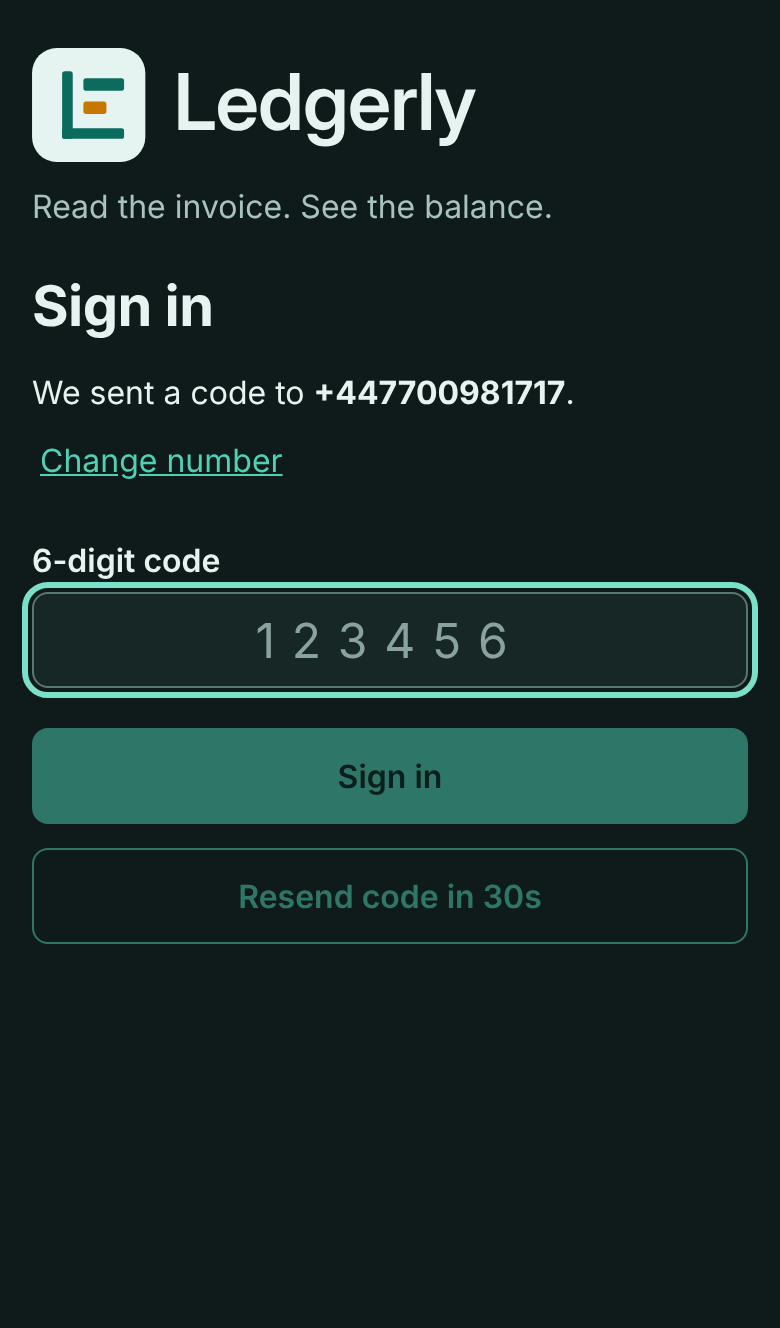 Ledgerly
Read the invoice. See the balance.
Sign in
We sent a code to +447700981717.
Change number
6-digit code
1 2 3 4 5 6
Sign in
Resend code in 30s